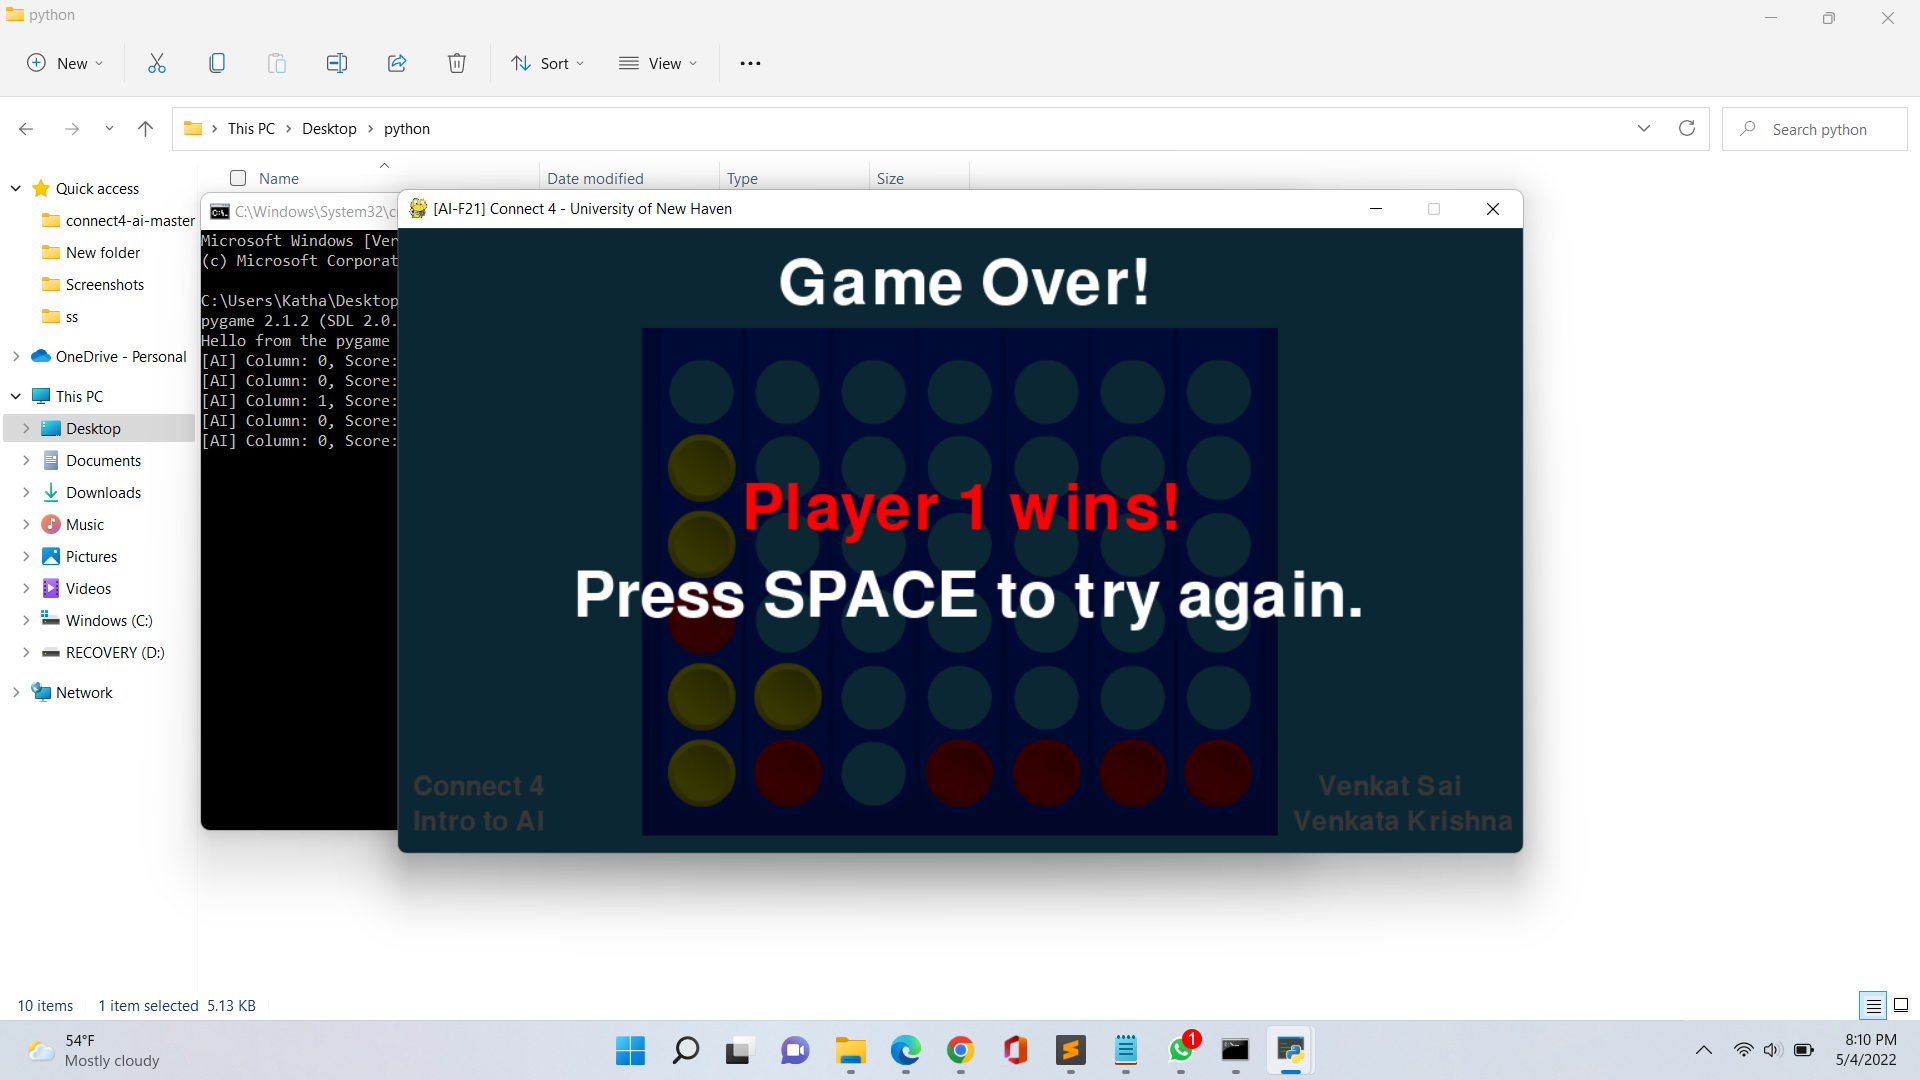 python
New
Sort
View
This PC
Desktop
python
Search python
Name
Date modified
Type
Size
Quick access
connect4-ai-master
New folder
Screenshots
ss
OneDrive - Personal
This PC
Desktop
Documents
Downloads
Music
Pictures
Videos
Windows (C:)
RECOVERY (D:)
Network
C:\Windows\System32\c
Microsoft Windows [Ver
(c) Microsoft Corporat
C:\Users\Katha\Desktop
pygame 2.1.2 (SDL 2.0.
Hello from the pygame
[AI] Column: 0, Score:
[AI] Column: 0, Score:
[AI] Column: 1, Score:
[AI] Column: 0, Score:
[AI] Column: 0, Score:
[AI-F21] Connect 4 - University of New Haven
Game Over!
Player 1 wins!
Press SPACE to try again.
Connect 4
Intro to AI
Venkat Sai
Venkata Krishna
10 items
1 item selected
5.13 KB
54°F
Mostly cloudy
1
8:10 PM
5/4/2022